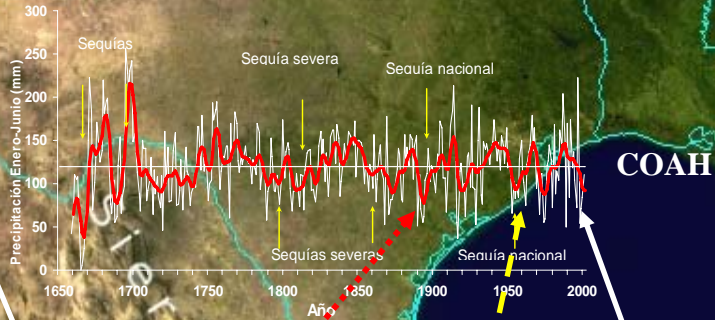 300
250
200
150
100
50
0
Precipitación Enero-Junio (mm)
Sequías
Sequía severa
Sequía nacional
COAH
Sequías severas
Sequía nacional
Sier
1650 1700 1750 1800 1850 1900 1950 2000
Año